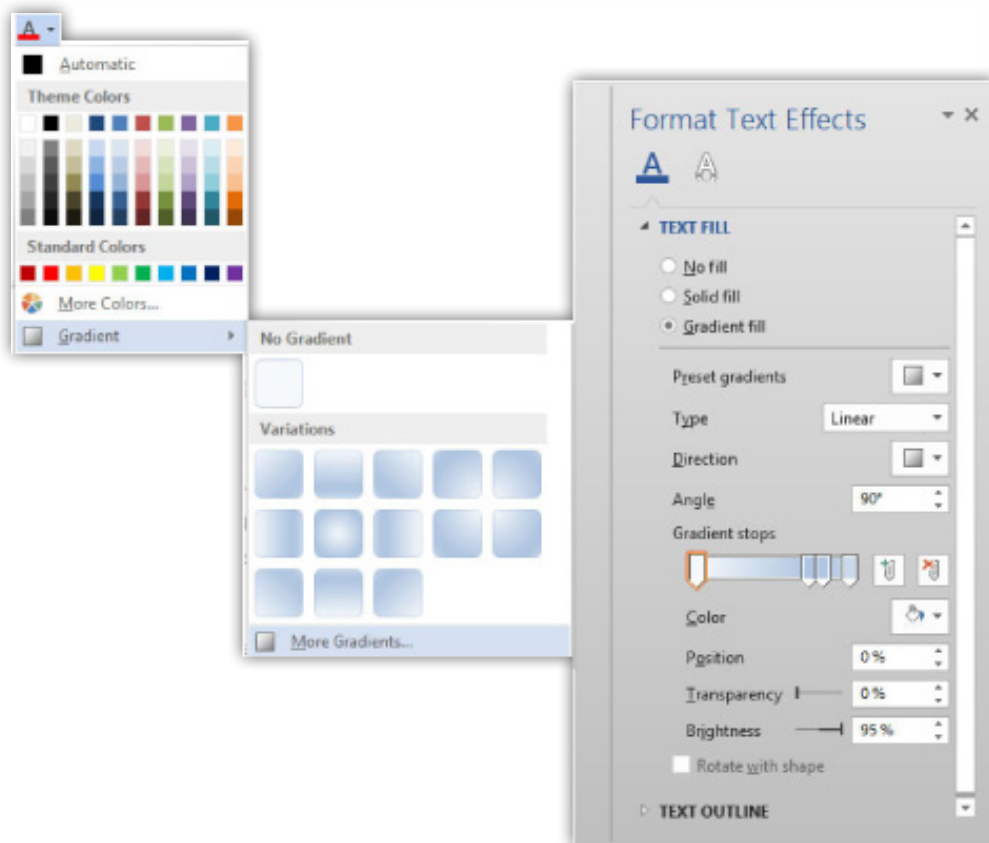 A
Automatic
Theme Colors
Standard Colors
More Colors...
Gradient
No Gradient
Variations
More Gradients...
Format Text Effects
A A
TEXT FILL
No fill
Solid fill
Gradient fill
Preset gradients
Type Linear
Direction
Angle 90°
Gradient stops
Color
Position 0%
Transparency 0%
Brightness 95%
Rotate with shape
TEXT OUTLINE